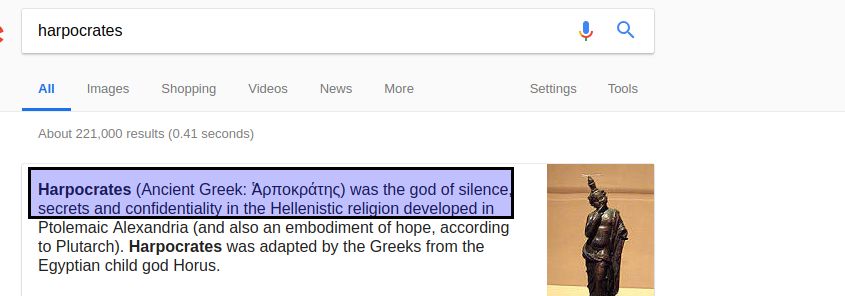 harpocrates
All Images Shopping Videos News More Settings Tools
About 221,000 results (0.41 seconds)
Harpocrates (Ancient Greek: Ἁρποκράτης) was the god of silence,
secrets and confidentiality in the Hellenistic religion developed in
Ptolemaic Alexandria (and also an embodiment of hope, according
to Plutarch). Harpocrates was adapted by the Greeks from the
Egyptian child god Horus.